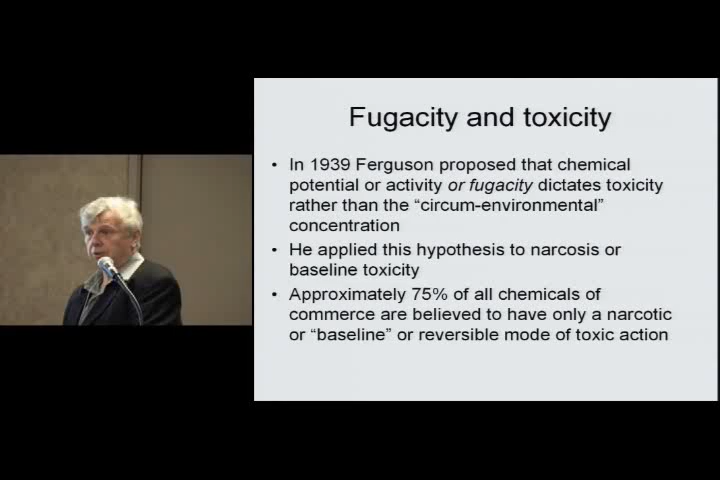 Fugacity and toxicity
• In 1939 Ferguson proposed that chemical
potential or activity or fugacity dictates toxicity
rather than the “circum-environmental”
concentration
• He applied this hypothesis to narcosis or
baseline toxicity
• Approximately 75% of all chemicals of
commerce are believed to have only a narcotic
or “baseline” or reversible mode of toxic action